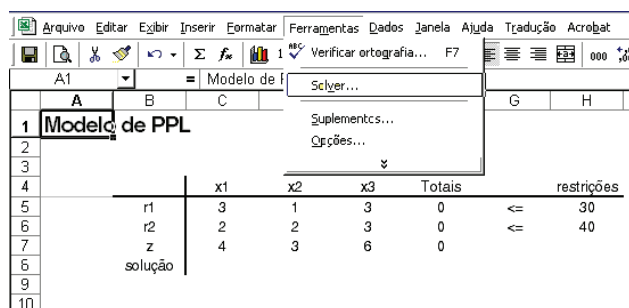 Arquivo Editar Exibir Inserir Formatar Ferramentas Dados Janela Ajuda Tradução Acrobat
Σ fx 1 ABC Verificar ortografia... F7 000
A1 = Modelo de
Solver...
Suplementos...
Opções...
A B C G H
1 Modelo de PPL
2
3
4 x1 x2 x3 Totais restrições
5 r1 3 1 3 0 <= 30
6 r2 2 2 3 0 <= 40
7 z 4 3 6 0
8 solução
9
10